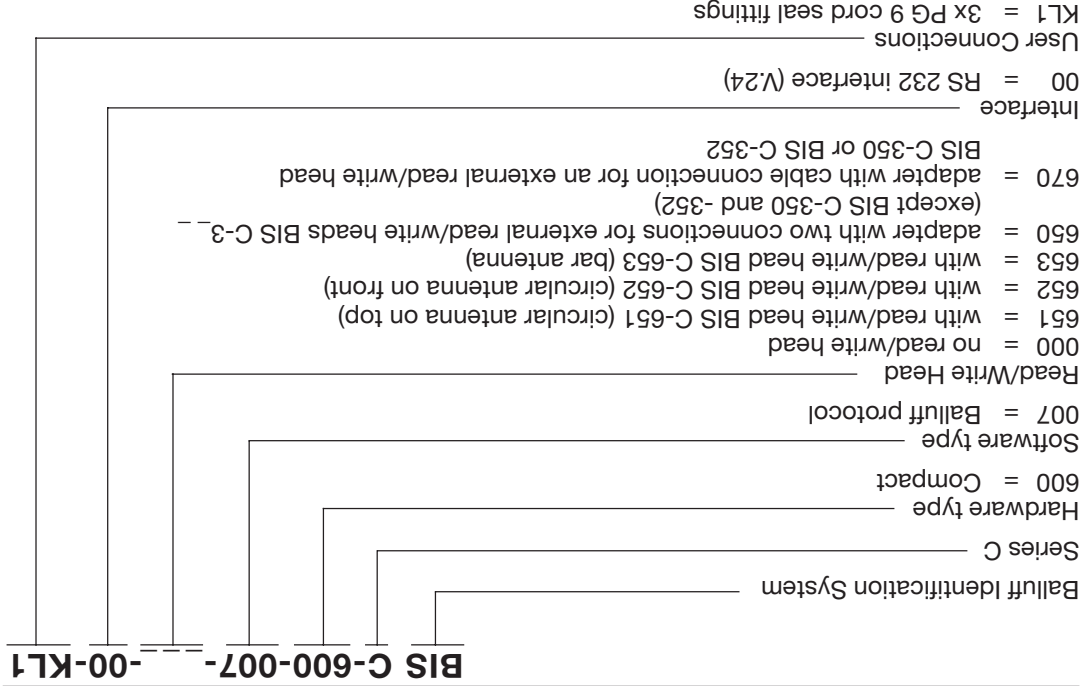 BIS C-600-007-_ _ _-00-KL1
Balluff Identification System
Series C
Hardware type
600 = Compact
Software type
007 = Balluff protocol
Read/Write Head
000 = no read/write head
651 = with read/write head BIS C-651 (circular antenna on top)
652 = with read/write head BIS C-652 (circular antenna on front)
653 = with read/write head BIS C-653 (bar antenna)
650 = adapter with two connections for external read/write heads BIS C-3_ _
(except BIS C-350 and -352)
670 = adapter with cable connection for an external read/write head
BIS C-350 or BIS C-352
Interface
00 = RS 232 interface (V.24)
User Connections
KL1 = 3x PG 9 cord seal fittings